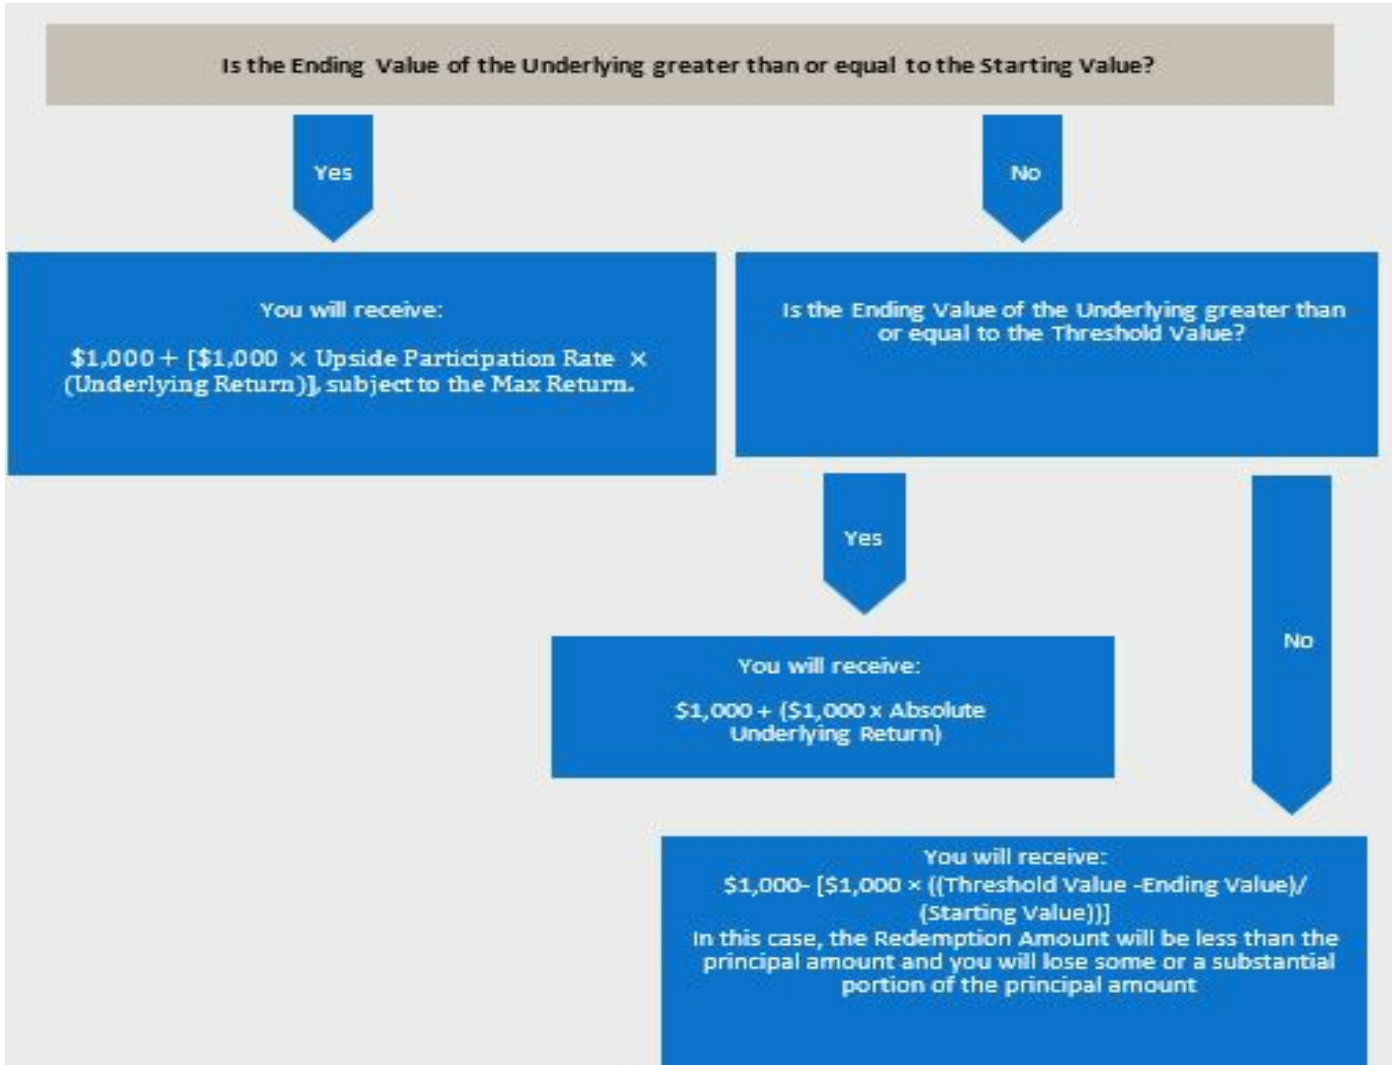 Is the Ending Value of the Underlying greater than or equal to the Starting Value?
Yes
No
You will receive:
$1,000 + [$1,000 × Upside Participation Rate ×
(Underlying Return)], subject to the Max Return.
Is the Ending Value of the Underlying greater than
or equal to the Threshold Value?
Yes
No
You will receive:
$1,000 + ($1,000 x Absolute
Underlying Return)
You will receive:
$1,000- [$1,000 × ((Threshold Value -Ending Value)/
(Starting Value))]
In this case, the Redemption Amount will be less than the
principal amount and you will lose some or a substantial
portion of the principal amount